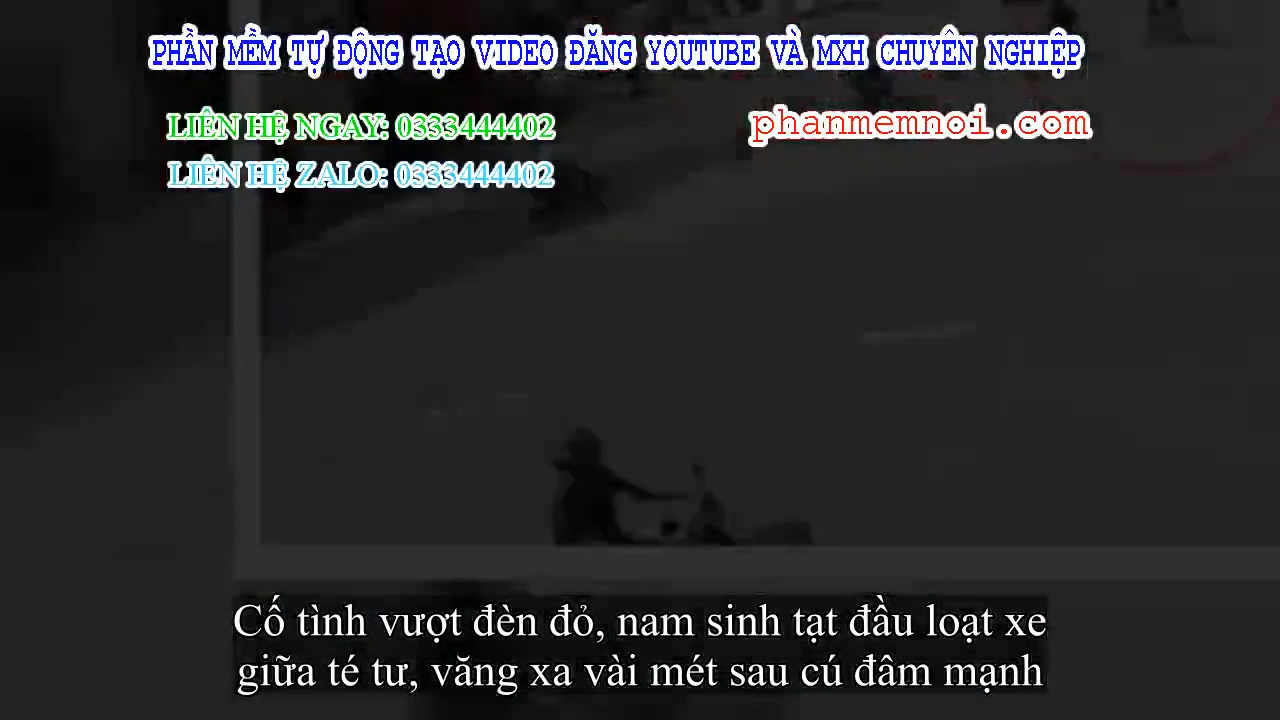 PHẦN MỀM TỰ ĐỘNG TẠO VIDEO ĐĂNG YOUTUBE VÀ MXH CHUYÊN NGHIỆP
LIÊN HỆ NGAY: 0333444402
phanmemnoi.com
LIÊN HỆ ZALO: 0333444402
Cố tình vượt đèn đỏ, nam sinh tạt đầu loạt xe
giữa té tư, văng xa vài mét sau cú đâm mạnh